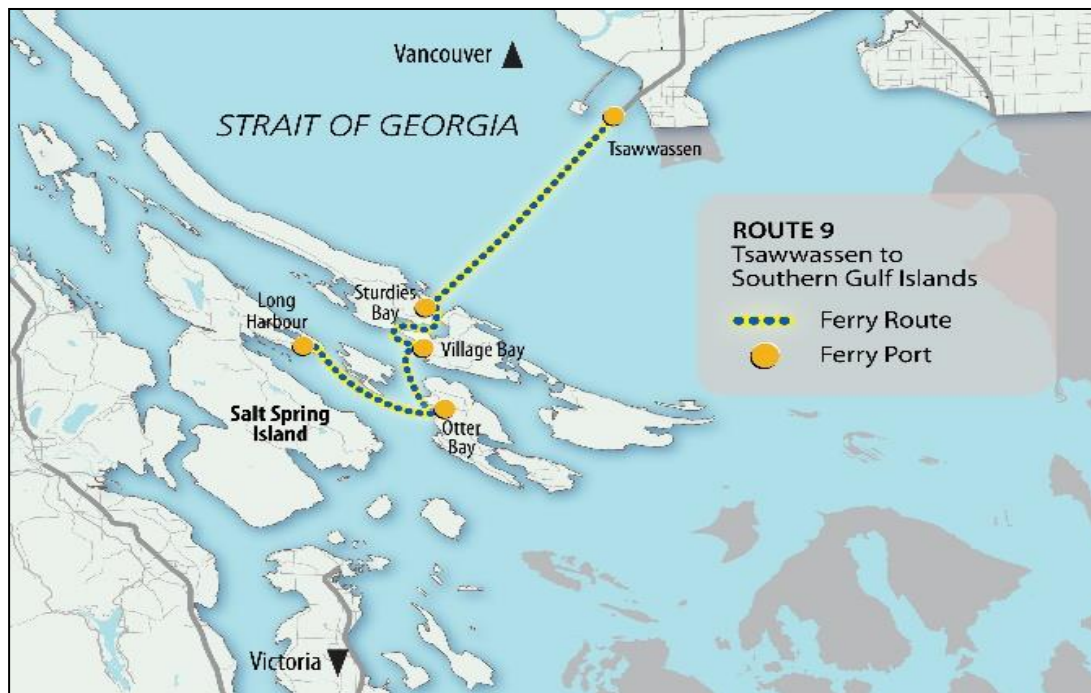 Vancouver
STRAIT OF GEORGIA
Tsawwassen
ROUTE 9
Tsawwassen to
Southern Gulf Islands
Ferry Route
Ferry Port
Sturdies
Bay
Long
Harbour
Village Bay
Salt Spring
Island
Otter
Bay
Victoria